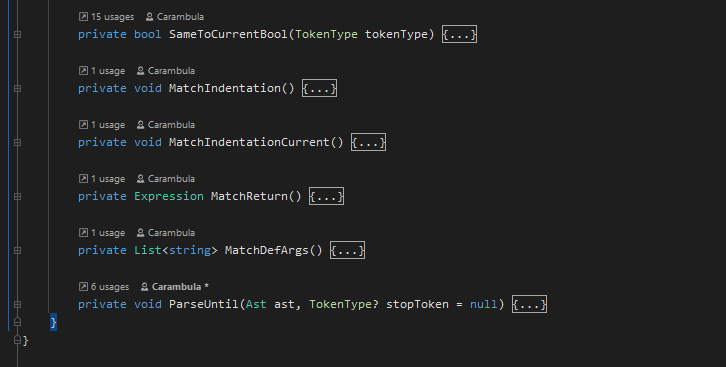 15 usages Carambula
private bool SameToCurrentBool(TokenType tokenType) {...}
1 usage Carambula
private void MatchIndentation() {...}
1 usage Carambula
private void MatchIndentationCurrent() {...}
1 usage Carambula
private Expression MatchReturn() {...}
1 usage Carambula
private List<string> MatchDefArgs() {...}
6 usages Carambula *
private void ParseUntil(Ast ast, TokenType? stopToken = null) {...}
}
}